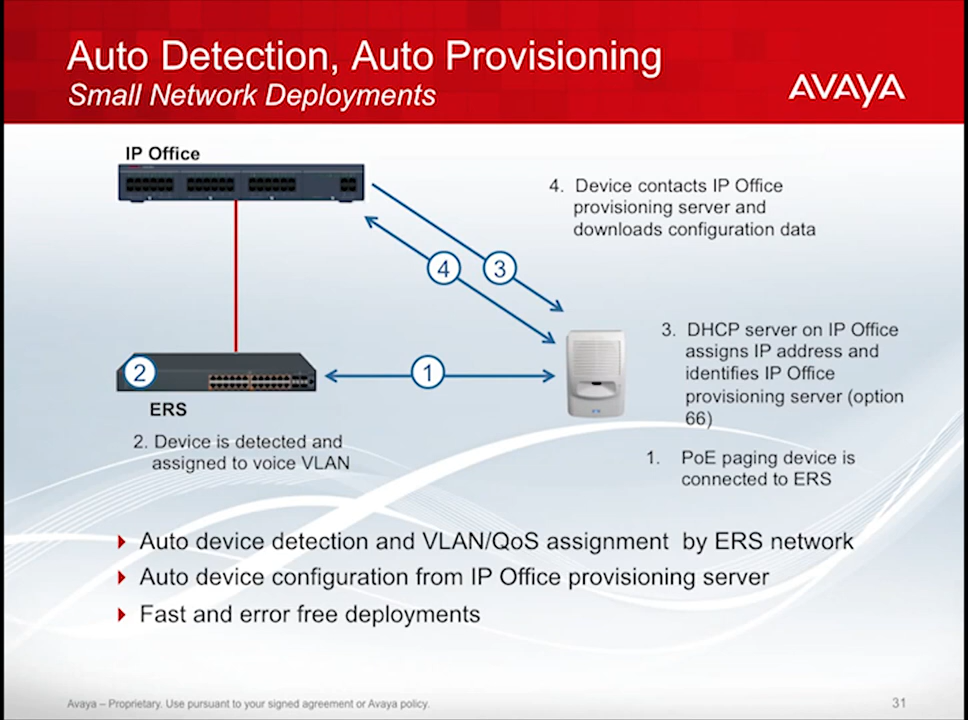 Auto Detection, Auto Provisioning
Small Network Deployments
AVAYA
IP Office
4. Device contacts IP Office
provisioning server and
downloads configuration data
4
3
3. DHCP server on IP Office
assigns IP address and
identifies IP Office
provisioning server (option
66)
2
1
ERS
2. Device is detected and
assigned to voice VLAN
1. PoE paging device is
connected to ERS
Auto device detection and VLAN/QoS assignment by ERS network
Auto device configuration from IP Office provisioning server
Fast and error free deployments
Avaya – Proprietary. Use pursuant to your signed agreement or Avaya policy.
31